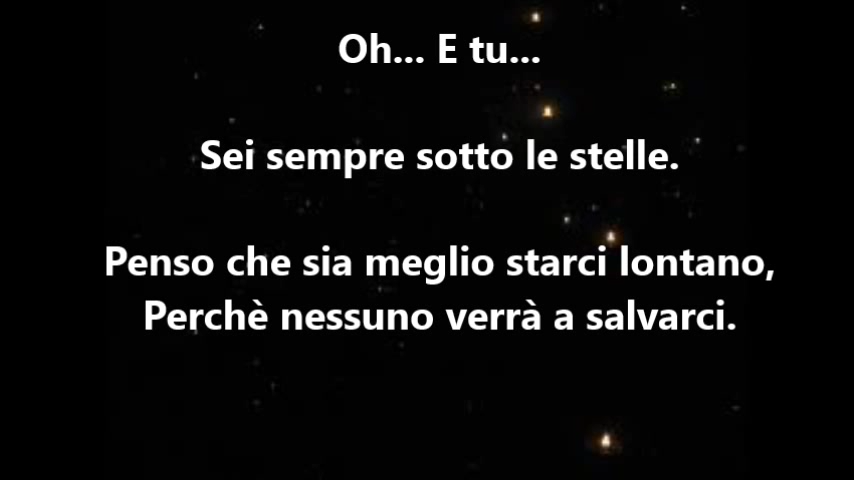 Oh... E tu...
Sei sempre sotto le stelle.
Penso che sia meglio starci lontano,
Perchè nessuno verrà a salvarci.